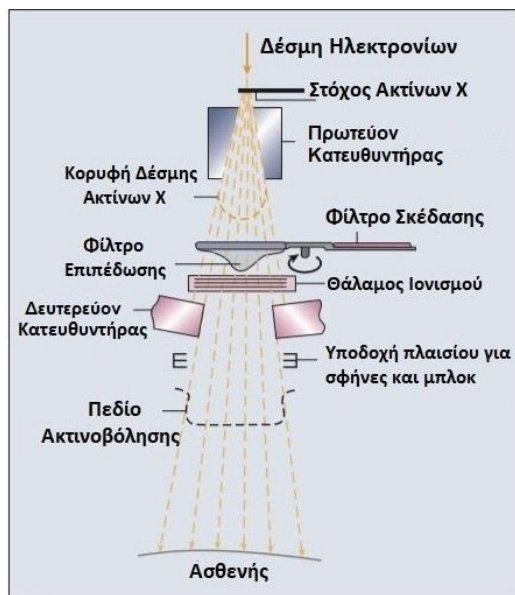 Δέσμη Ηλεκτρονίων
Στόχος Ακτίνων Χ
Πρωτεύον
Κατευθυντήρας
Κορυφή Δέσμης
Ακτίνων Χ
Φίλτρο Σκέδασης
Φίλτρο
Επιπέδωσης
Θάλαμος Ιονισμού
Δευτερεύον
Κατευθυντήρας
Υποδοχή πλαισίου για
σφήνες και μπλοκ
Πεδίο
Ακτινοβόλησης
Ασθενής